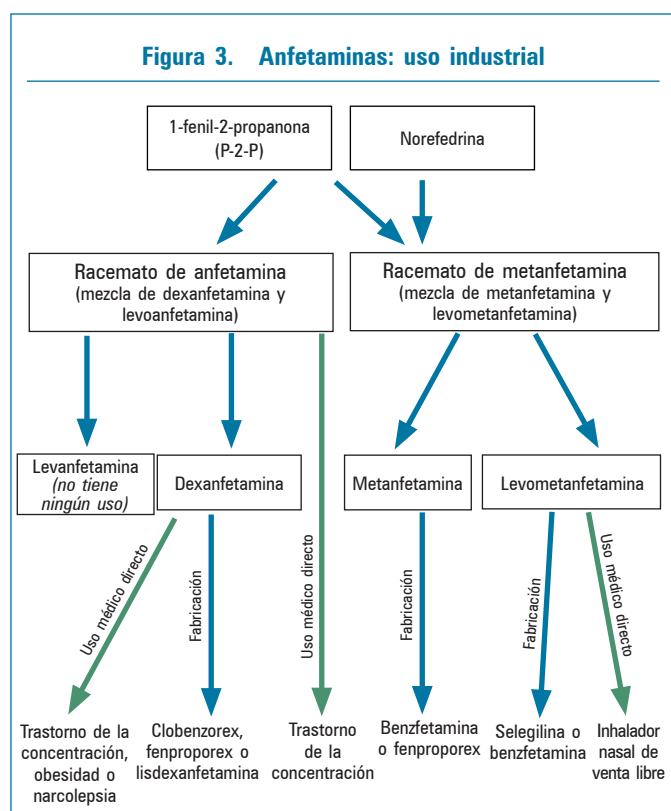 Figura 3. Anfetaminas: uso industrial
1-fenil-2-propanona
(P-2-P)
Norefedrina
Racemato de anfetamina
(mezcla de dexanfetamina y
levoanfetamina)
Racemato de metanfetamina
(mezcla de metanfetamina y
levometanfetamina)
Levanfetamina
(no tiene
ningún uso)
Dexanfetamina
Metanfetamina
Levometanfetamina
Uso médico directo
Fabricación
Uso médico directo
Fabricación
Fabricación
Uso médico directo
Trastorno de la
concentración,
obesidad o
narcolepsia
Clobenzorex,
fenproporex o
lisdexanfetamina
Trastorno
de la
concentración
Benzfetamina
o fenproporex
Selegilina o
benzfetamina
Inhalador
nasal de
venta libre